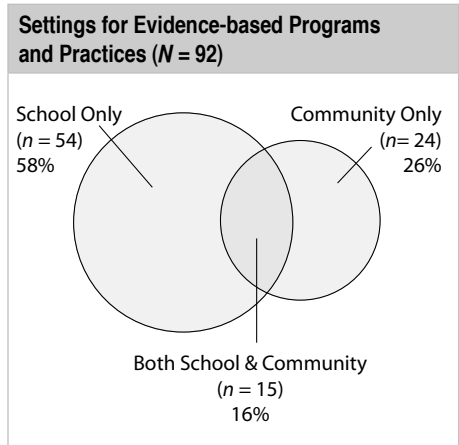 Settings for Evidence-based Programs
and Practices (N = 92)
School Only
(n = 54)
58%
Community Only
(n= 24)
26%
Both School & Community
(n = 15)
16%